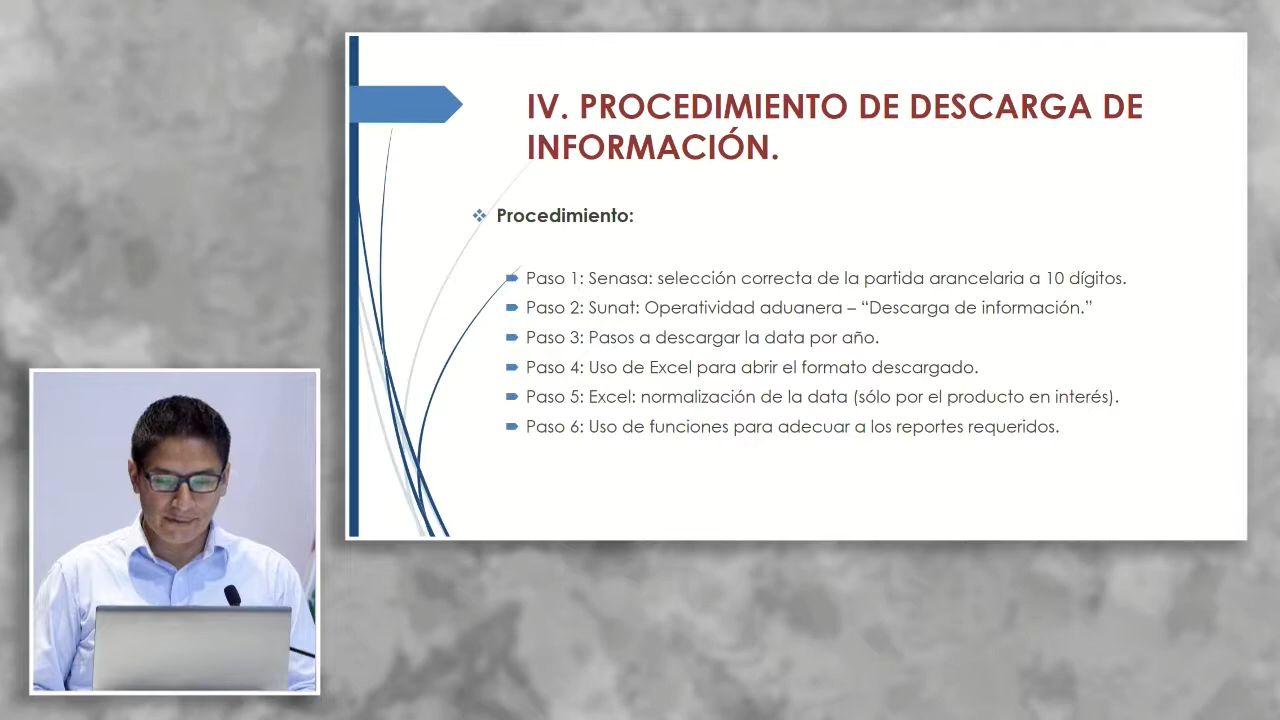 IV. PROCEDIMIENTO DE DESCARGA DE
INFORMACIÓN.
Procedimiento:
Paso 1: Senasa: selección correcta de la partida arancelaria a 10 dígitos.
Paso 2: Sunat: Operatividad aduanera – “Descarga de información.”
Paso 3: Pasos a descargar la data por año.
Paso 4: Uso de Excel para abrir el formato descargado.
Paso 5: Excel: normalización de la data (sólo por el producto en interés).
Paso 6: Uso de funciones para adecuar a los reportes requeridos.